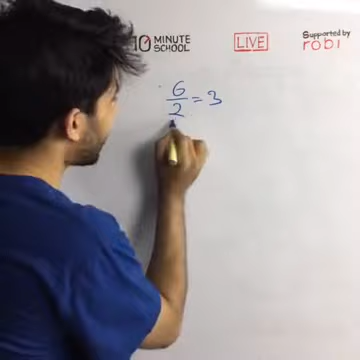 10 MINUTE SCHOOL
LIVE
Supported by
robi
6/2 = 3